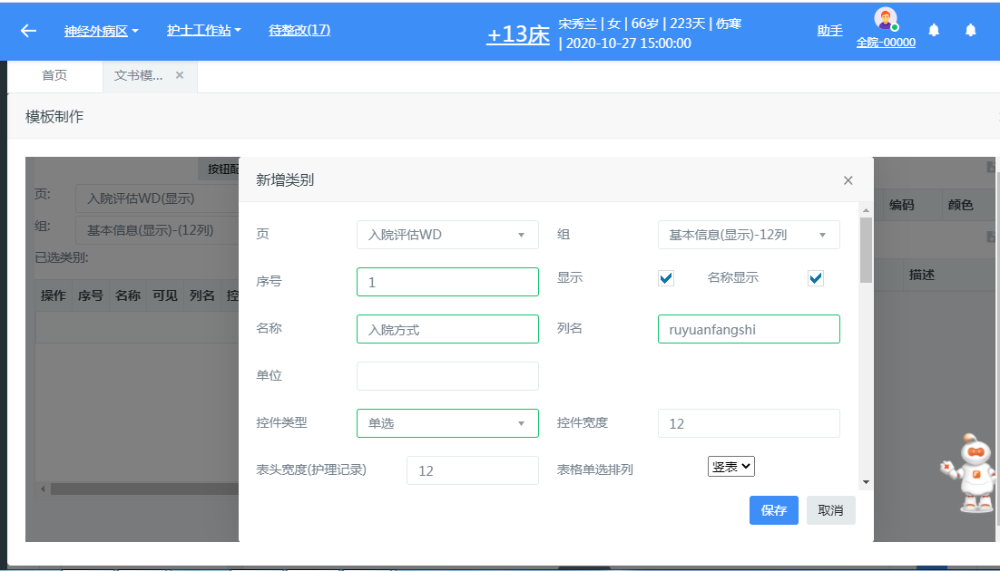 神经外病区 护士工作站 待整改(17) +13床 宋秀兰 | 女 | 66岁 | 223天 | 伤寒
| 2020-10-27 15:00:00 助手 全院-00000
首页 文书模... ×
模板制作
按钮配
页: 入院评估WD(显示)
组: 基本信息(显示)-(12列)
已选类别:
操作 序号 名称 可见 列名 控
编码 颜色
描述
新增类别 ×
页 入院评估WD 组 基本信息(显示)-12列
序号 1 显示 名称显示
名称 入院方式 列名 ruyuanfangshi
单位
控件类型 单选 控件宽度 12
表头宽度(护理记录) 12 表格单选排列 竖表
保存 取消